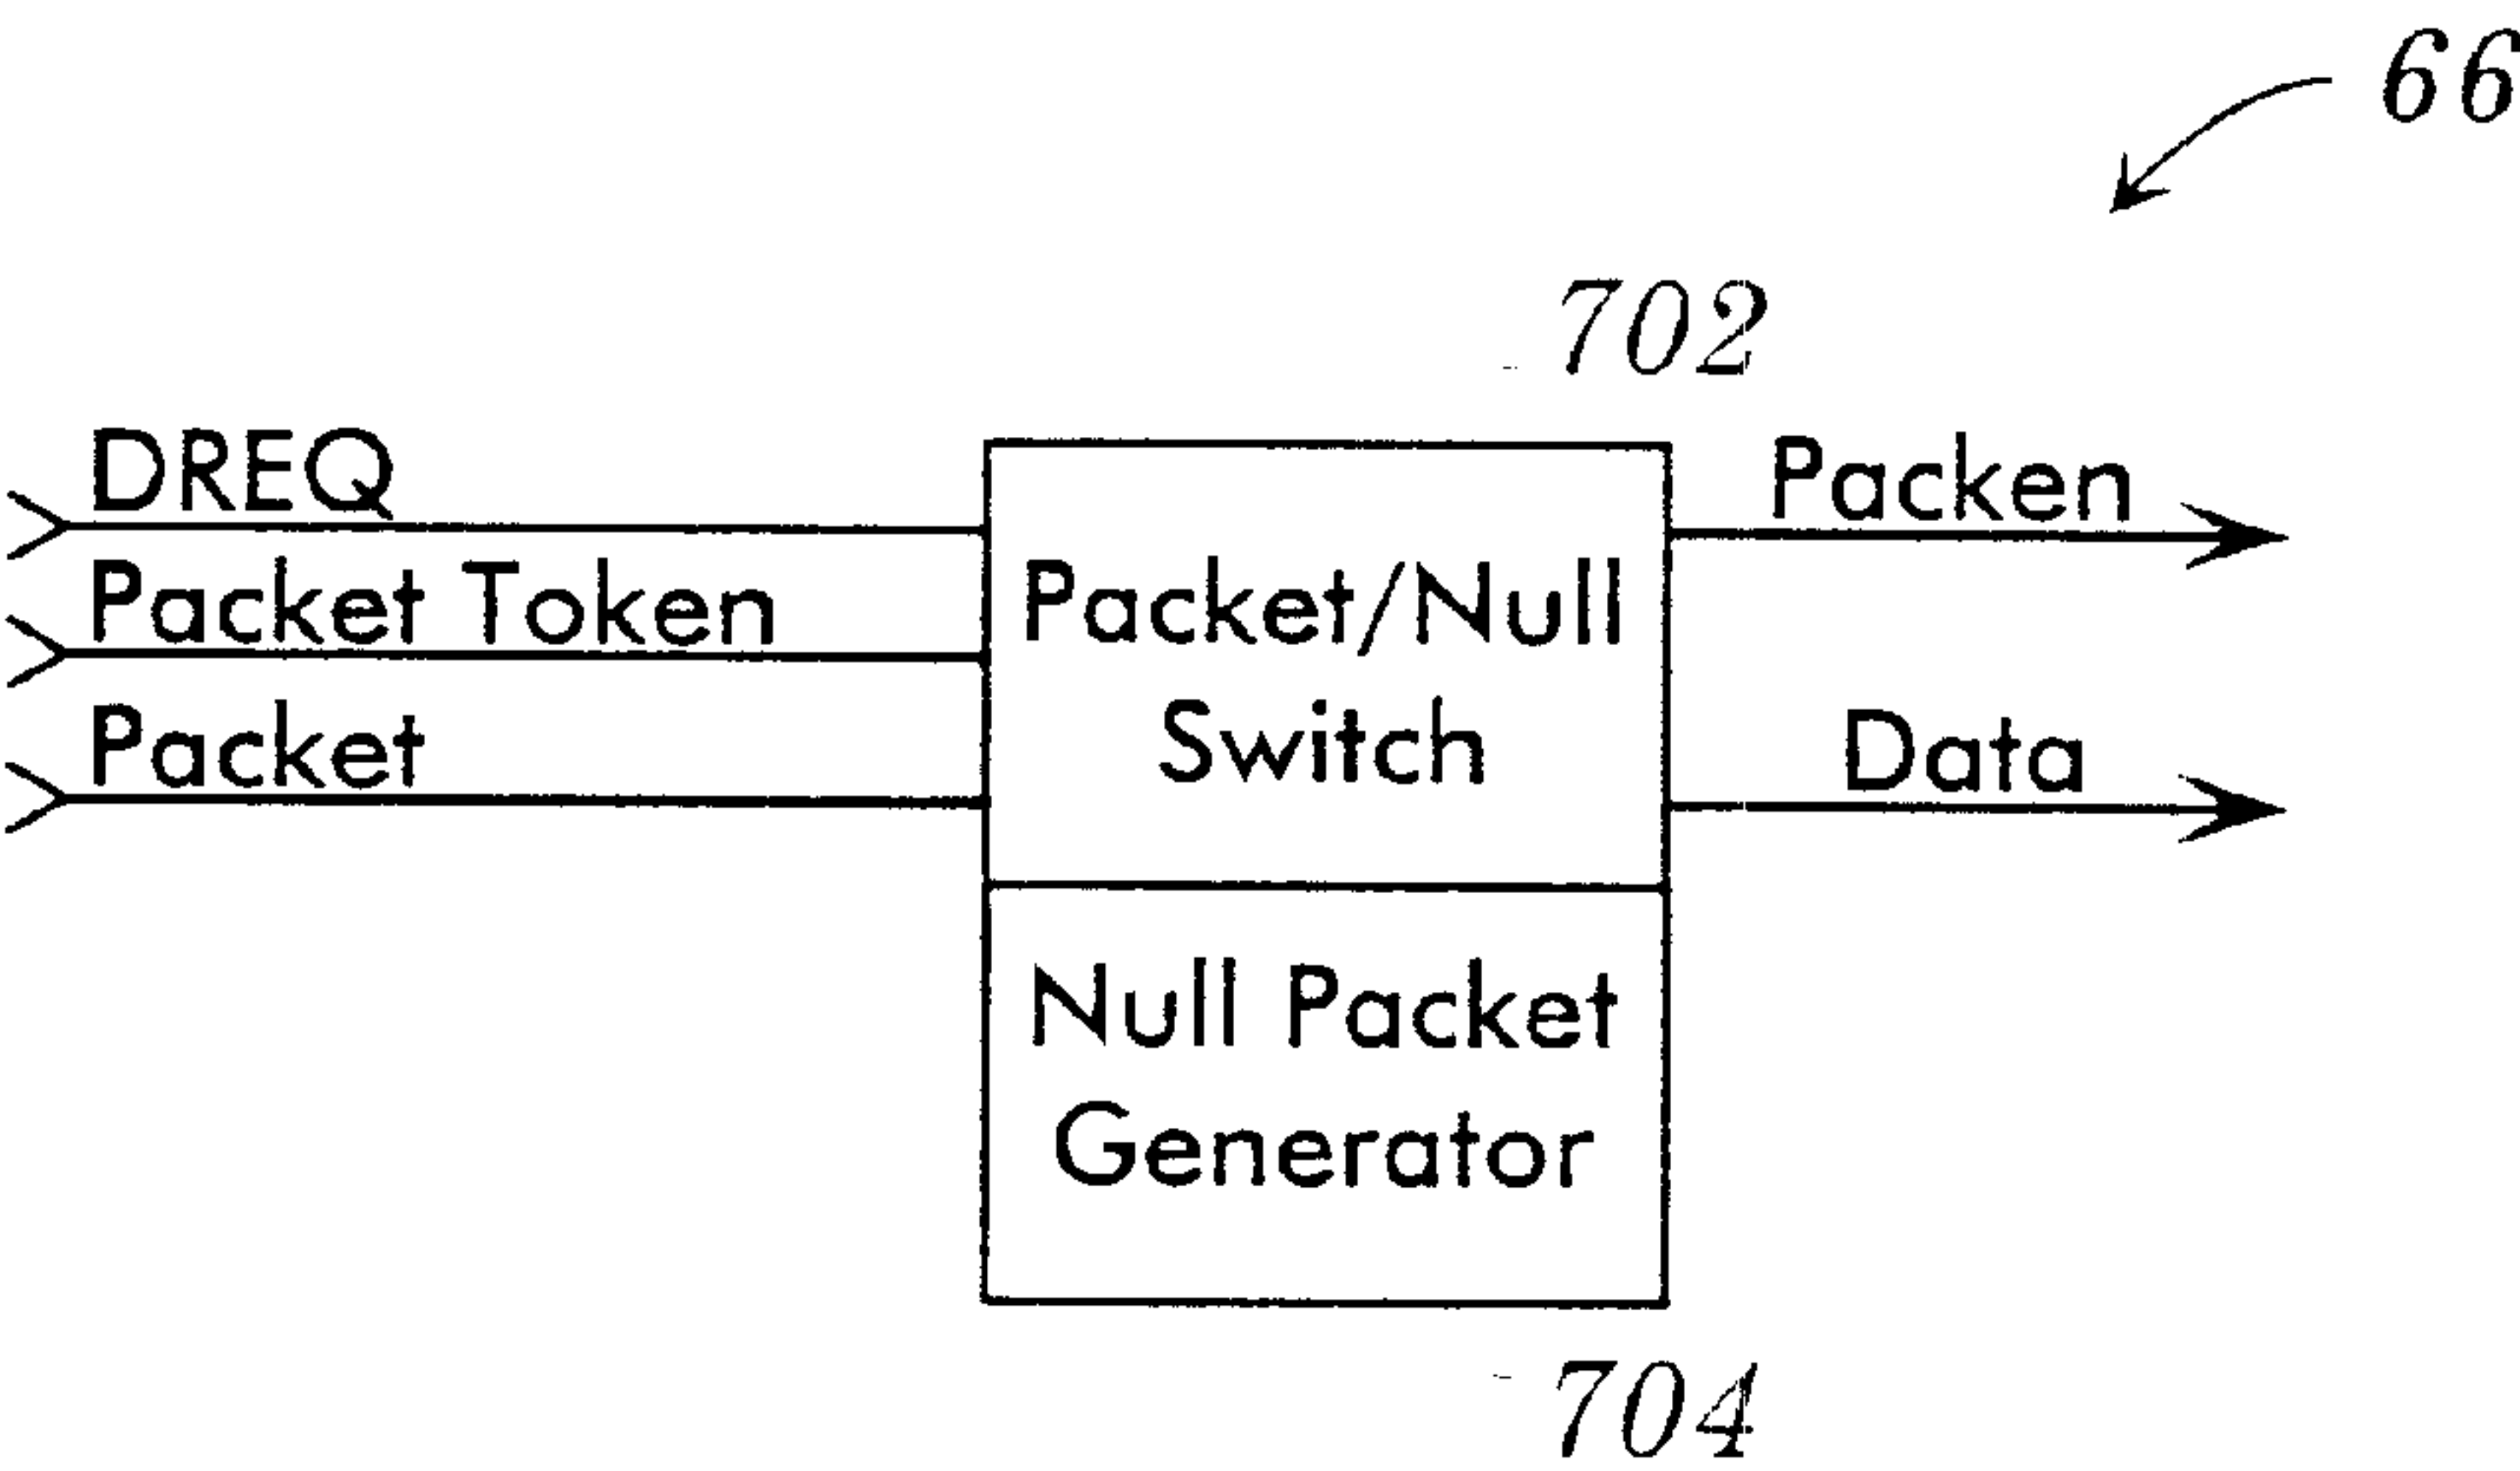 66
702
DREQ
Packen
Packet Token
Packet/Null
Switch
Packet
Data
Null Packet
Generator
704